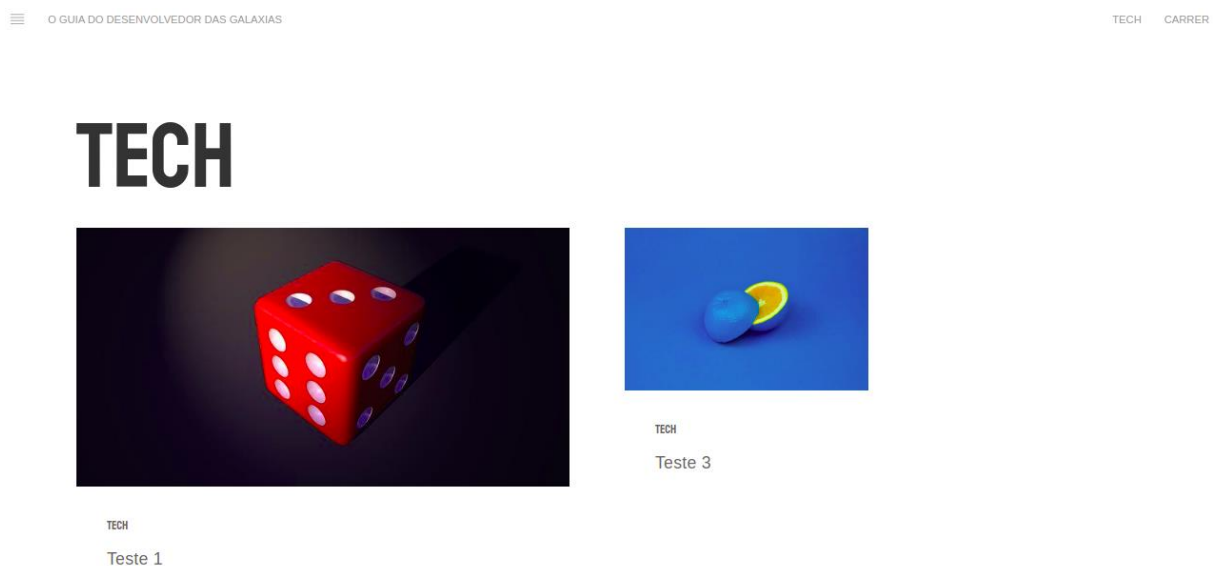 O GUIA DO DESENVOLVEDOR DAS GALAXIAS
TECH CARRER
TECH
TECH
Teste 3
TECH
Teste 1